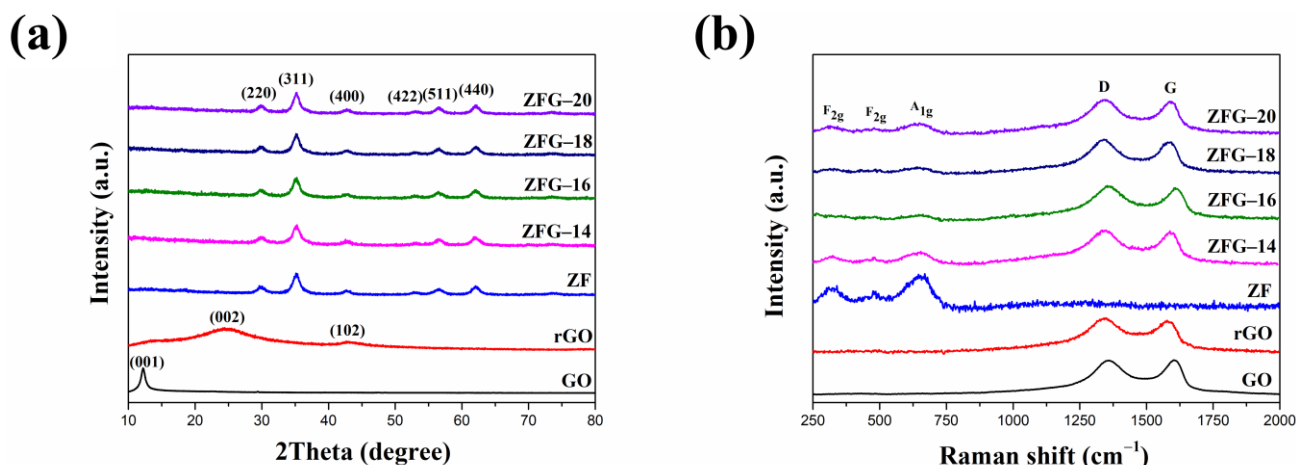 (a)
Intensity (a.u.)
(220)
(311)
(400)
(422)
(511)
(440)
ZFG–20
ZFG–18
ZFG–16
ZFG–14
ZF
(002)
(102)
rGO
(001)
GO
10 20 30 40 50 60 70 80
2Theta (degree)
(b)
Intensity (a.u.)
F2g
F2g
A1g
D
G
ZFG–20
ZFG–18
ZFG–16
ZFG–14
ZF
rGO
GO
250 500 750 1000 1250 1500 1750 2000
Raman shift (cm⁻¹)